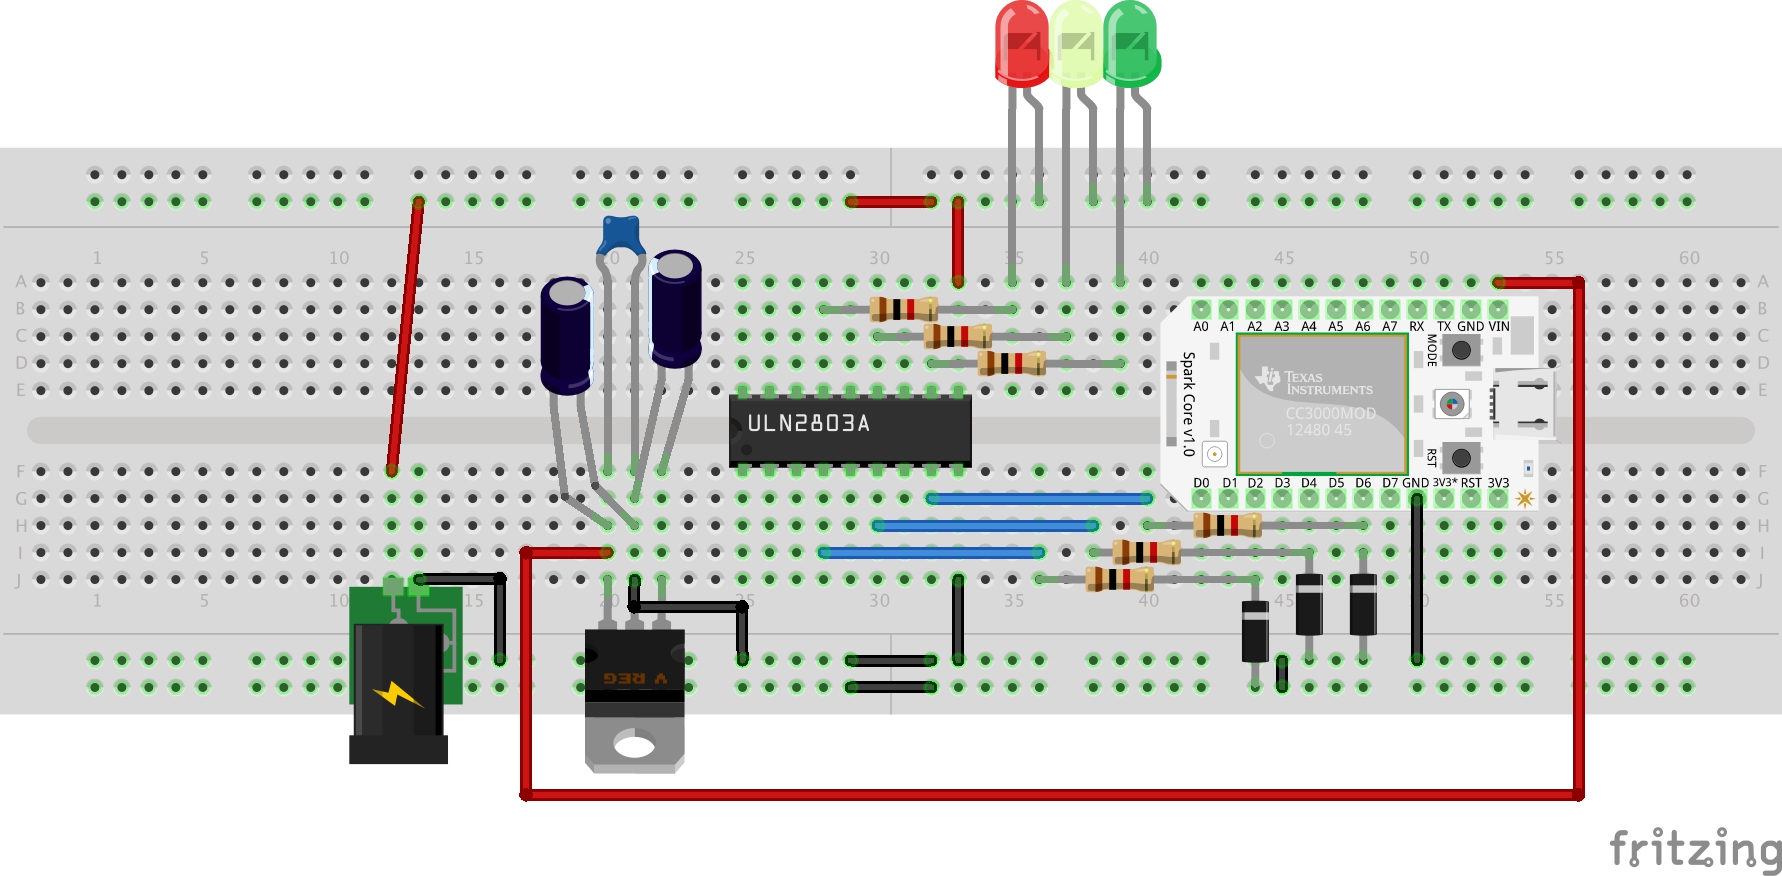 1 5 10 15 20 25 30 35 40 45 50 55 60
A A
B B
C C
D D
E E
A0 A1 A2 A3 A4 A5 A6 A7 RX TX GND VIN
MODE
Spark Core v1.0
TEXAS
INSTRUMENTS
CC3000MOD
12480 45
ULN2803A
RST
D0 D1 D2 D3 D4 D5 D6 D7 GND 3V3* RST 3V3
F F
G G
H H
I I
J J
1 10 15 20 25 30 35 40 45 50 55 60
V REG
fritzing